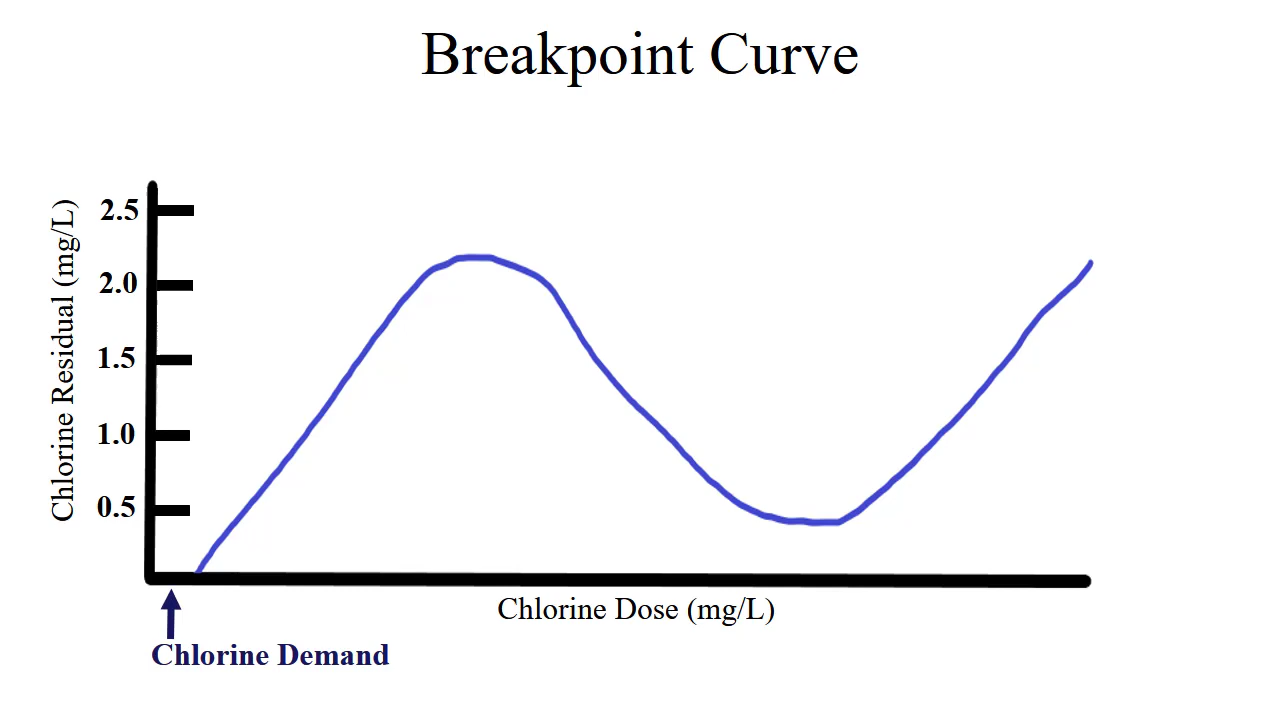 Breakpoint Curve
Chlorine Residual (mg/L)
2.5
2.0
1.5
1.0
0.5
Chlorine Dose (mg/L)
Chlorine Demand